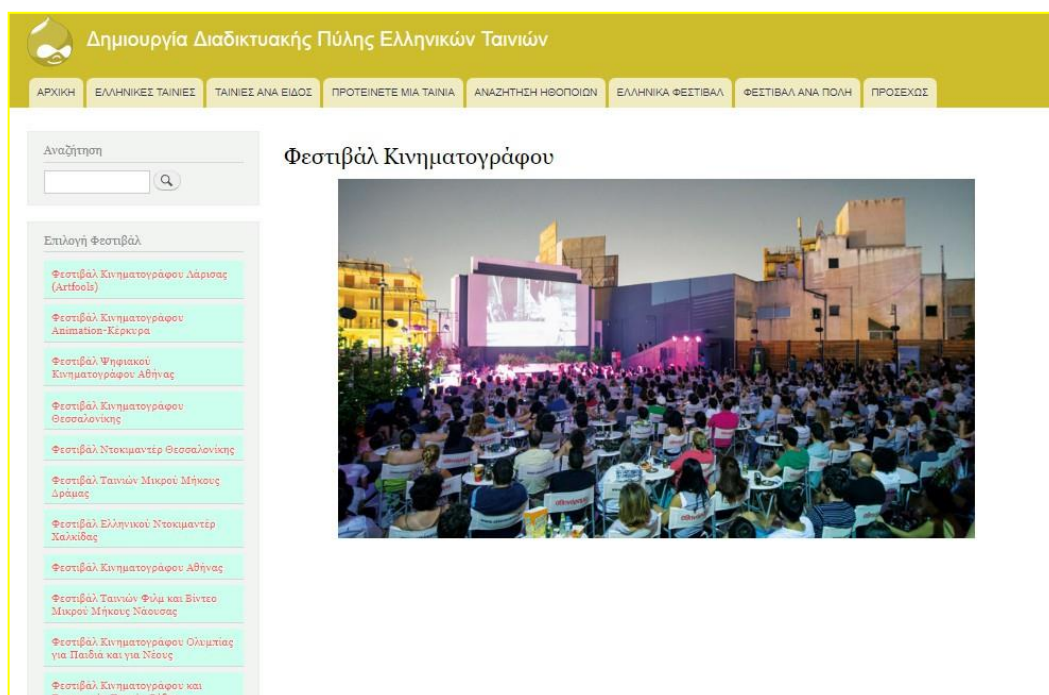 Δημιουργία Διαδικτυακής Πύλης Ελληνικών Ταινιών
ΑΡΧΙΚΗ
ΕΛΛΗΝΙΚΕΣ ΤΑΙΝΙΕΣ
ΤΑΙΝΙΕΣ ΑΝΑ ΕΙΔΟΣ
ΠΡΟΤΕΙΝΕΤΕ ΜΙΑ ΤΑΙΝΙΑ
ΑΝΑΖΗΤΗΣΗ ΗΘΟΠΟΙΩΝ
ΕΛΛΗΝΙΚΑ ΦΕΣΤΙΒΑΛ
ΦΕΣΤΙΒΑΛ ΑΝΑ ΠΟΛΗ
ΠΡΟΣΕΧΩΣ
Αναζήτηση
Επιλογή Φεστιβάλ
Φεστιβάλ Κινηματογράφου Λάρισας
(Artfools)
Φεστιβάλ Κινηματογράφου
Animation-Κέρκυρα
Φεστιβάλ Ψηφιακού
Κινηματογράφου Αθήνας
Φεστιβάλ Κινηματογράφου
Θεσσαλονίκης
Φεστιβάλ Ντοκιμαντέρ Θεσσαλονίκης
Φεστιβάλ Ταινιών Μικρού Μήκους
Δράμας
Φεστιβάλ Ελληνικού Ντοκιμαντέρ
Χαλκίδας
Φεστιβάλ Κινηματογράφου Αθήνας
Φεστιβάλ Ταινιών Φιλμ και Βίντεο
Μικρού Μήκους Νάουσας
Φεστιβάλ Κινηματογράφου Ολυμπίας
για Παιδιά και για Νέους
Φεστιβάλ Κινηματογράφου και
Φεστιβάλ Κινηματογράφου